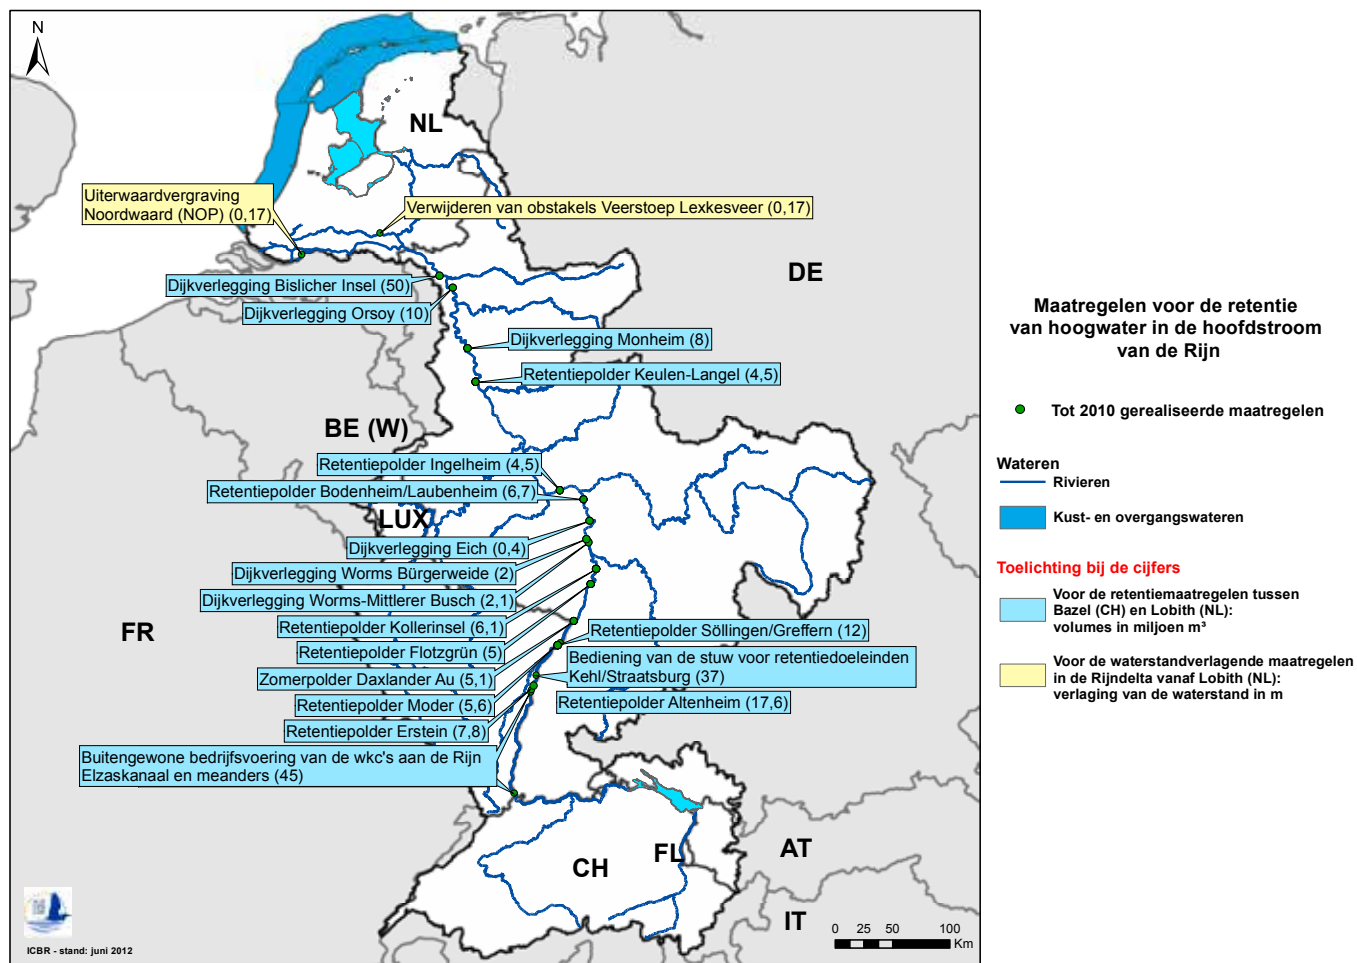 N
NL
Uiterwaardvergraving
Noordwaard (NOP) (0,17)
Verwijderen van obstakels Veerstoep Lexkesveer (0,17)
DE
Dijkverlegging Bislicher Insel (50)
Dijkverlegging Orsoy (10)
Dijkverlegging Monheim (8)
Retentiepolder Keulen-Langel (4,5)
BE (W)
Retentiepolder Ingelheim (4,5)
Retentiepolder Bodenheim/Laubenheim (6,7)
LUX
Dijkverlegging Eich (0,4)
Dijkverlegging Worms Bürgerweide (2)
Dijkverlegging Worms-Mittlerer Busch (2,1)
Retentiepolder Kollerinsel (6,1)
FR
Retentiepolder Flotzgrün (5)
Retentiepolder Söllingen/Greffern (12)
Zomerpolder Daxlander Au (5,1)
Bediening van de stuw voor retentiedoeleinden
Kehl/Straatsburg (37)
Retentiepolder Moder (5,6)
Retentiepolder Altenheim (17,6)
Retentiepolder Erstein (7,8)
Buitengewone bedrijfsvoering van de wkc's aan de Rijn
Elzaskanaal en meanders (45)
CH
FL
AT
IT
0 25 50 100
Km
ICBR - stand: juni 2012
Maatregelen voor de retentie
van hoogwater in de hoofdstroom
van de Rijn
Tot 2010 gerealiseerde maatregelen
Wateren
Rivieren
Kust- en overgangswateren
Toelichting bij de cijfers
Voor de retentiemaatregelen tussen
Bazel (CH) en Lobith (NL):
volumes in miljoen m³
Voor de waterstandverlagende maatregelen
in de Rijndelta vanaf Lobith (NL):
verlaging van de waterstand in m